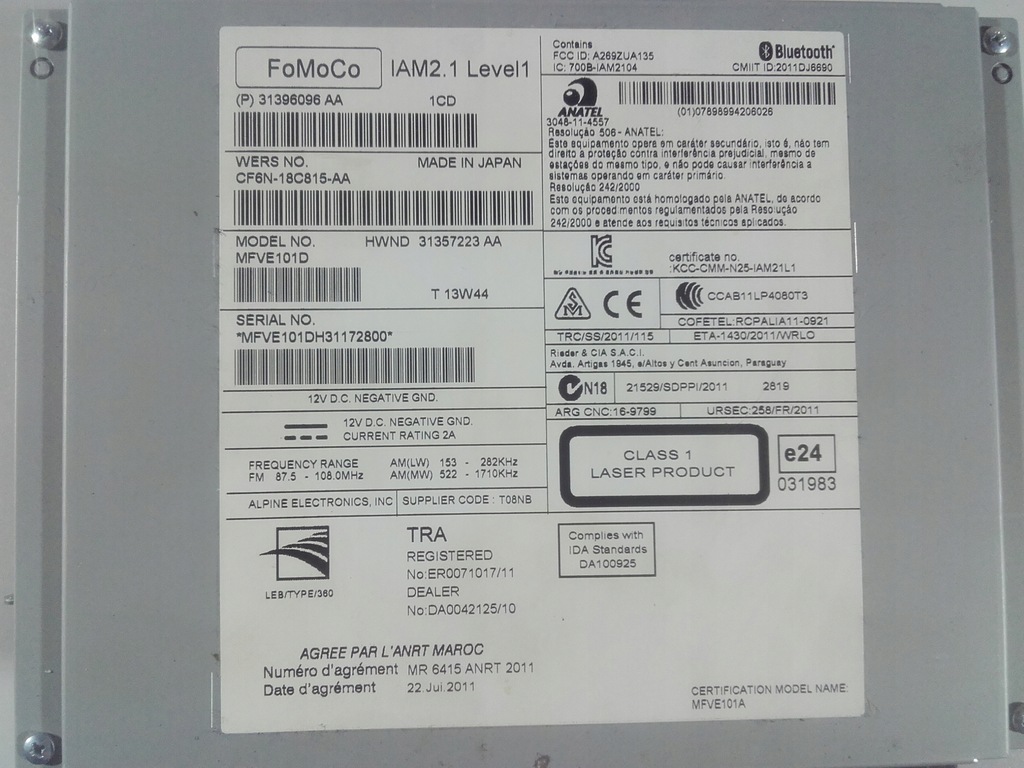 FoMoCo
IAM2.1 Level1
(P) 31396096 AA 1CD
WERS NO. MADE IN JAPAN
CF6N-18C815-AA
MODEL NO. HWND 31357223 AA
MFVE101D
T 13W44
SERIAL NO.
*MFVE101DH31172800*
12V D.C. NEGATIVE GND.
12V D.C. NEGATIVE GND.
CURRENT RATING 2A
FREQUENCY RANGE AM(LW) 153 - 282KHz
FM 87.5 - 108.0MHz AM(MW) 522 - 1710KHz
ALPINE ELECTRONICS, INC SUPPLIER CODE : T08NB
Contains
FCC ID: A269ZUA135
IC: 700B-IAM2104
Bluetooth
CMIIT ID:2011DJ6690
ANATEL
(01)07898994206026
3048-11-4557
Resolução 506 - ANATEL:
Este equipamento opera em caráter secundário, isto é, não tem
direito a proteção contra interferência prejudicial, mesmo de
estações do mesmo tipo, e não pode causar interferência a
sistemas operando em caráter primário.
Resolução 242/2000
Este equipamento está homologado pela ANATEL, de acordo
com os procedimentos regulamentados pela Resolução
242/2000 e atende aos requisitos técnicos aplicados.
certificate no.
:KCC-CMM-N25-IAM21L1
CE
CCAB11LP4080T3
COFETEL:RCPALIA11-0921
TRC/SS/2011/115 ETA-1430/2011/WRLO
Rieder & CIA S.A.C.I.
Avda. Artigas 1945, e/Altos y Cent Asuncion, Paraguay
N18 21529/SDPPI/2011 2819
ARG CNC:16-9799 URSEC:258/FR/2011
CLASS 1
LASER PRODUCT
e24
031983
LEB/TYPE/360
TRA
REGISTERED
No:ER0071017/11
DEALER
No:DA0042125/10
Complies with
IDA Standards
DA100925
AGREE PAR L'ANRT MAROC
Numéro d'agrément MR 6415 ANRT 2011
Date d'agrément 22.Jui.2011
CERTIFICATION MODEL NAME:
MFVE101A